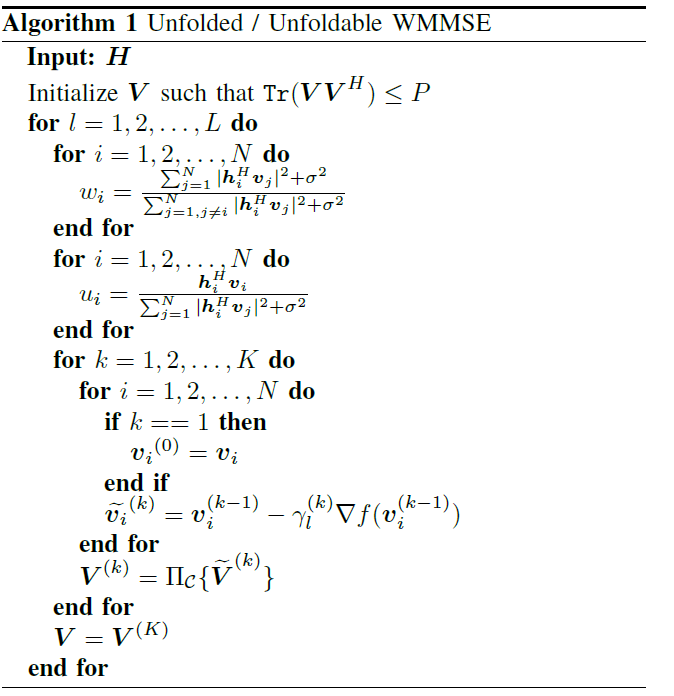 Algorithm 1 Unfolded / Unfoldable WMMSE
Input: $\boldsymbol{H}$
Initialize $\boldsymbol{V}$ such that $\mathtt{Tr}(\boldsymbol{V}\boldsymbol{V}^H) \leq P$
for $l = 1, 2, \ldots, L$ do
for $i = 1, 2, \ldots, N$ do
$w_i = \frac{\sum_{j=1}^{N} |\boldsymbol{h}_i^H \boldsymbol{v}_j|^2 + \sigma^2}{\sum_{j=1, j \neq i}^{N} |\boldsymbol{h}_i^H \boldsymbol{v}_j|^2 + \sigma^2}$
end for
for $i = 1, 2, \ldots, N$ do
$u_i = \frac{\boldsymbol{h}_i^H \boldsymbol{v}_i}{\sum_{j=1}^{N} |\boldsymbol{h}_i^H \boldsymbol{v}_j|^2 + \sigma^2}$
end for
for $k = 1, 2, \ldots, K$ do
for $i = 1, 2, \ldots, N$ do
if $k == 1$ then
$\boldsymbol{v}_i{}^{(0)} = \boldsymbol{v}_i$
end if
$\widetilde{\boldsymbol{v}}_i{}^{(k)} = \boldsymbol{v}_i^{(k-1)} - \gamma_l^{(k)} \nabla f(\boldsymbol{v}_i^{(k-1)})$
end for
$\boldsymbol{V}^{(k)} = \Pi_{\mathcal{C}}\{\widetilde{\boldsymbol{V}}^{(k)}\}$
end for
$\boldsymbol{V} = \boldsymbol{V}^{(K)}$
end for